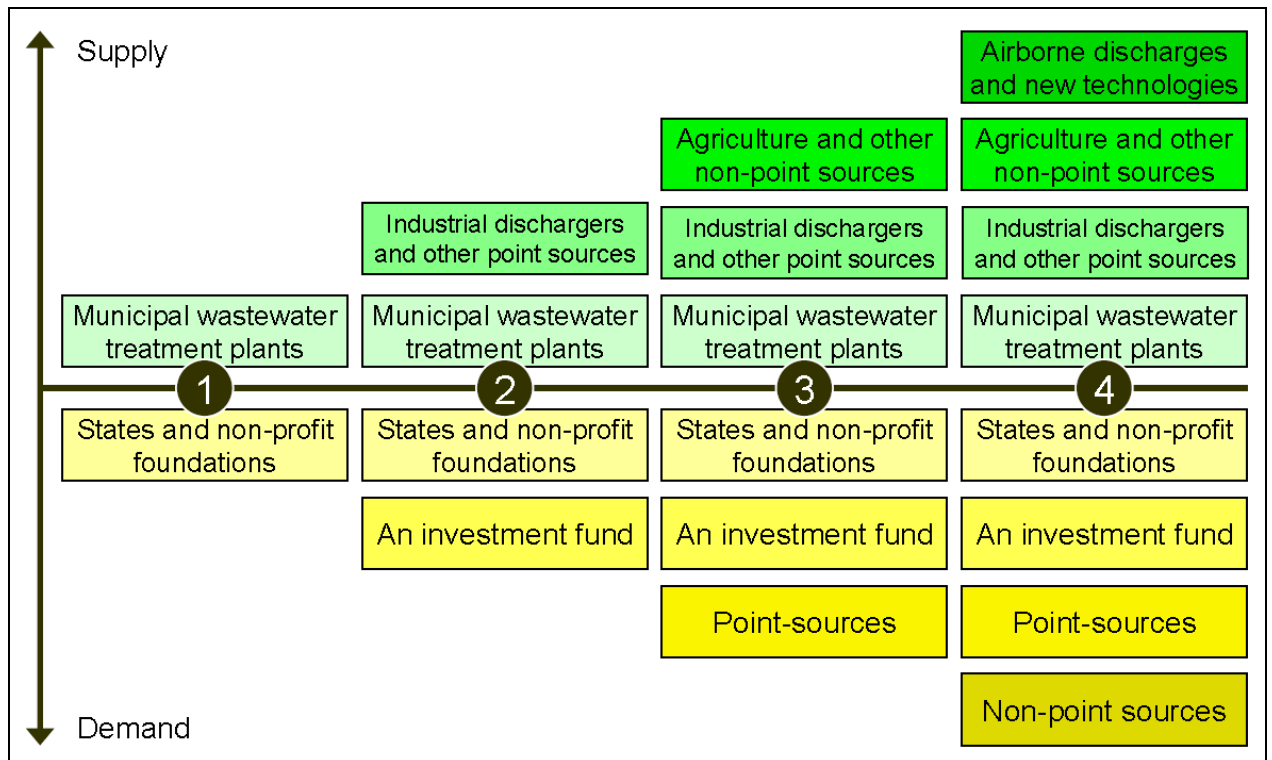 Supply
Airborne discharges
and new technologies
Agriculture and other
non-point sources
Agriculture and other
non-point sources
Industrial dischargers
and other point sources
Industrial dischargers
and other point sources
Industrial dischargers
and other point sources
Municipal wastewater
treatment plants
Municipal wastewater
treatment plants
Municipal wastewater
treatment plants
Municipal wastewater
treatment plants
1
2
3
4
States and non-profit
foundations
States and non-profit
foundations
States and non-profit
foundations
States and non-profit
foundations
An investment fund
An investment fund
An investment fund
Point-sources
Point-sources
Non-point sources
Demand